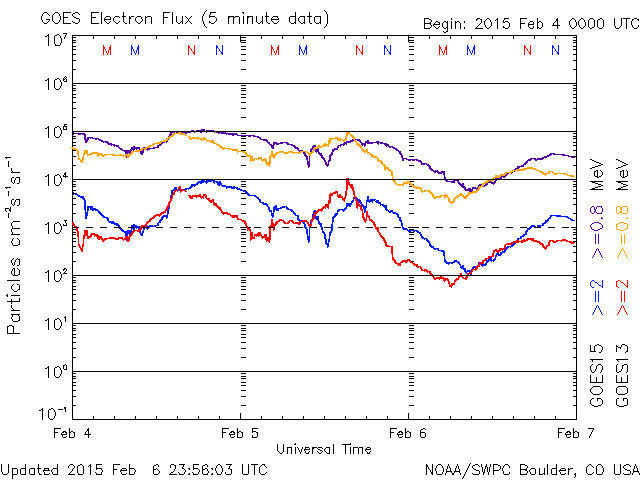 GOES Electron Flux (5 minute data)
Begin: 2015 Feb 4 0000 UTC
M M N N M M N N M M N N
10⁷
10⁶
10⁵
10⁴
10³
10²
10¹
10⁰
10⁻¹
Particles cm⁻²s⁻¹sr⁻¹
Feb 4 Feb 5 Feb 6 Feb 7
Universal Time
GOES15 >=2 >=0.8 MeV
GOES13 >=2 >=0.8 MeV
Updated 2015 Feb 6 23:56:03 UTC
NOAA/SWPC Boulder, CO USA